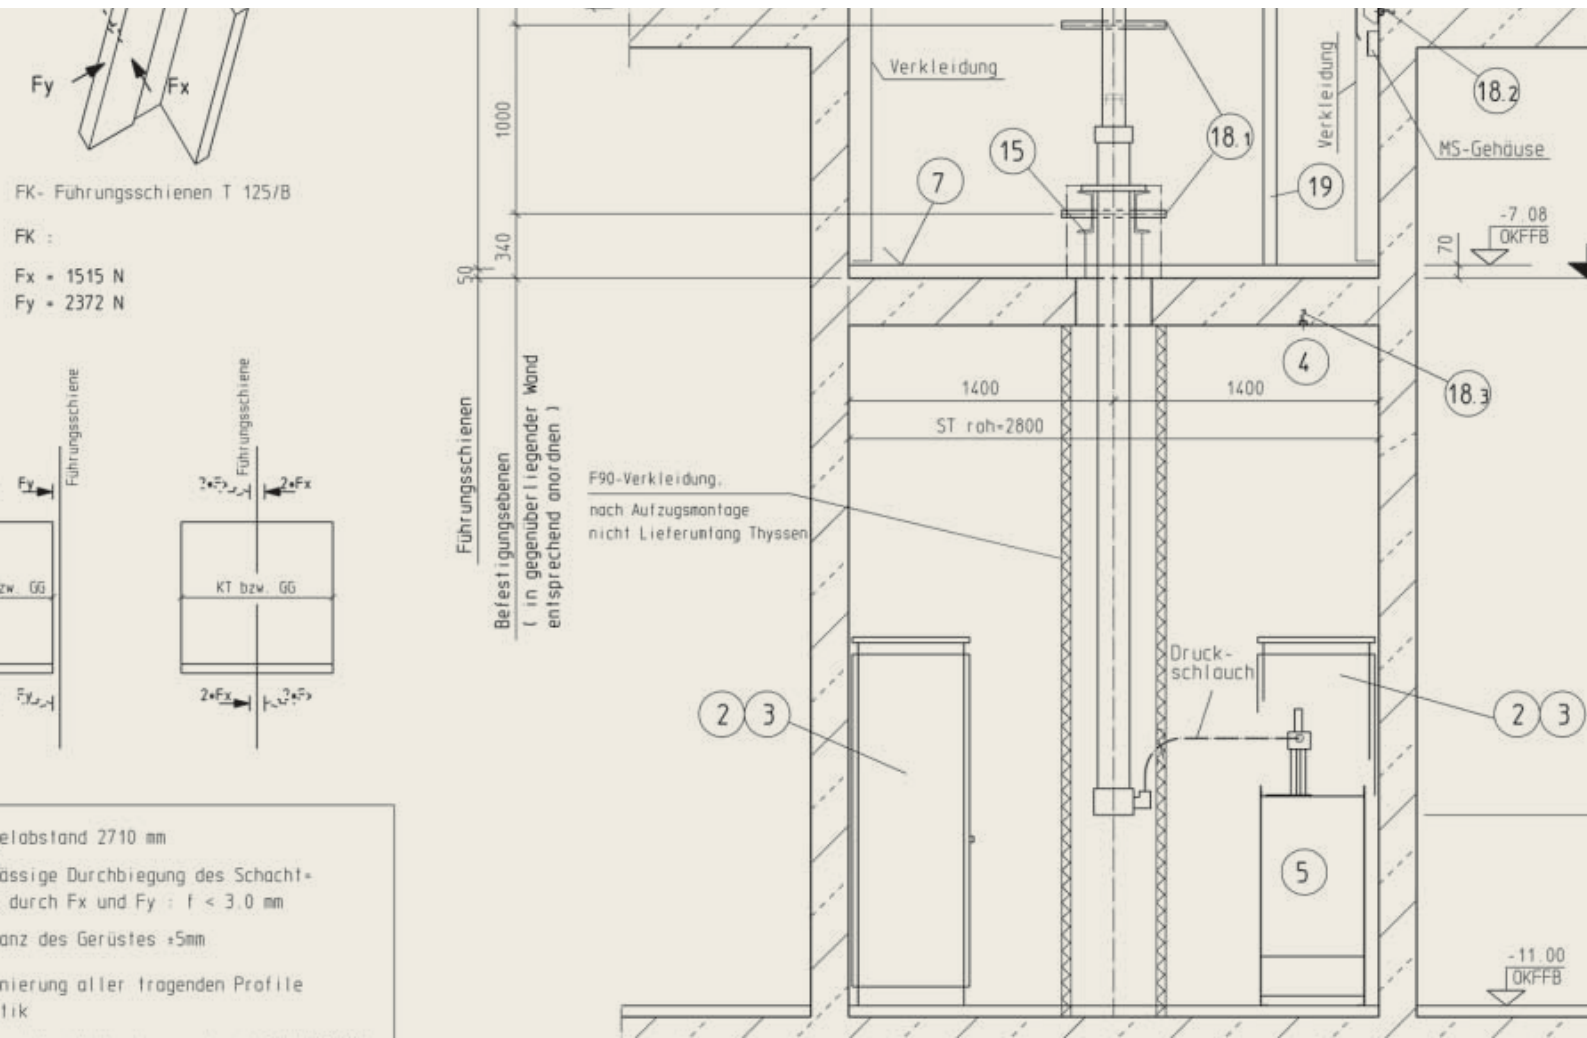 Fy
Fx
FK- Führungsschienen T 125/B
FK :
Fx = 1515 N
Fy = 2372 N
Führungsschiene
Führungsschiene
Fy
2*Fx
zw. GG
KT bzw. GG
Fy
2*Fx
elabstand 2710 mm
ässige Durchbiegung des Schacht=
durch Fx und Fy : f < 3.0 mm
anz des Gerüstes ±5mm
nierung aller tragenden Profile
tik
1000
340
50
Führungsschienen
Befestigungsebenen
( in gegenüberliegender Wand
entsprechend anordnen )
Verkleidung
Verkleidung
18.2
18.1
15
MS-Gehäuse
7
19
-7.08
OKFFB
70
4
18.3
1400
1400
ST roh=2800
F90-Verkleidung.
nach Aufzugsmontage
nicht Lieferumfang Thyssen
Druck-
schlauch
2 3
2 3
5
-11.00
OKFFB